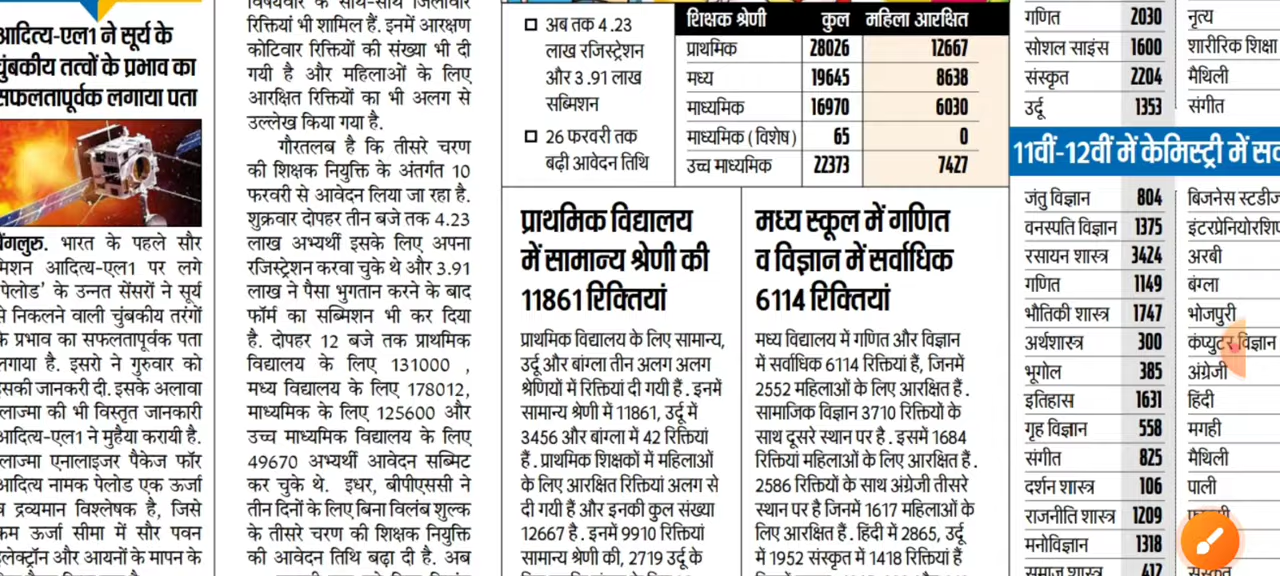 आदित्य-एल1 ने सूर्य के
चुंबकीय तत्वों के प्रभाव का
सफलतापूर्वक लगाया पता
बेंगलुरु. भारत के पहले सौर
मिशन आदित्य-एल1 पर लगे
'पेलोड' के उन्नत सेंसरों ने सूर्य
से निकलने वाली चुंबकीय तरंगों
के प्रभाव का सफलतापूर्वक पता
लगाया है. इसरो ने गुरुवार को
इसकी जानकरी दी. इसके अलावा
की भी विस्तृत जानकारी
आदित्य-एल1 ने मुहैया करायी है.
एनालाइजर पैकेज फॉर
आदित्य नामक पेलोड एक ऊर्जा
व द्रव्यमान विश्लेषक है, जिसे
कम ऊर्जा सीमा में सौर पवन
इलेक्ट्रॉन और आयनों के मापन के
विषयवार के साथ-साथ जिलावार
रिक्तियां भी शामिल हैं. इनमें आरक्षण
कोटिवार रिक्तियों की संख्या भी दी
गयी है और महिलाओं के लिए
आरक्षित रिक्तियों का भी अलग से
उल्लेख किया गया है.
गौरतलब है कि तीसरे चरण
की शिक्षक नियुक्ति के अंतर्गत 10
फरवरी से आवेदन लिया जा रहा है.
शुक्रवार दोपहर तीन बजे तक 4.23
लाख अभ्यर्थी इसके लिए अपना
रजिस्ट्रेशन करवा चुके थे और 3.91
लाख ने पैसा भुगतान करने के बाद
फॉर्म का सब्मिशन भी कर दिया
है. दोपहर 12 बजे तक प्राथमिक
विद्यालय के लिए 131000 ,
मध्य विद्यालय के लिए 178012,
माध्यमिक के लिए 125600 और
उच्च माध्यमिक विद्यालय के लिए
49670 अभ्यर्थी आवेदन सब्मिट
कर चुके थे. इधर, बीपीएससी ने
तीन दिनों के लिए बिना विलंब शुल्क
के तीसरे चरण की शिक्षक नियुक्ति
की आवेदन तिथि बढ़ा दी है. अब
अब तक 4.23
लाख रजिस्ट्रेशन
और 3.91 लाख
सब्मिशन
26 फरवरी तक
बढ़ी आवेदन तिथि
शिक्षक श्रेणी कुल महिला आरक्षित
प्राथमिक 28026 12667
मध्य 19645 8638
माध्यमिक 16970 6030
माध्यमिक (विशेष) 65 0
उच्च माध्यमिक 22373 7427
प्राथमिक विद्यालय
में सामान्य श्रेणी की
11861 रिक्तियां
प्राथमिक विद्यालय के लिए सामान्य,
उर्दू और बांग्ला तीन अलग अलग
श्रेणियों में रिक्तियां दी गयी हैं. इनमें
सामान्य श्रेणी में 11861, उर्दू में
3456 और बांग्ला में 42 रिक्तियां
हैं. प्राथमिक शिक्षकों में महिलाओं
के लिए आरक्षित रिक्तियां अलग से
दी गयी हैं और इनकी कुल संख्या
12667 है. इनमें 9910 रिक्तियां
सामान्य श्रेणी की, 2719 उर्दू के
मध्य स्कूल में गणित
व विज्ञान में सर्वाधिक
6114 रिक्तियां
मध्य विद्यालय में गणित और विज्ञान
में सर्वाधिक 6114 रिक्तियां हैं, जिनमें
2552 महिलाओं के लिए आरक्षित हैं.
सामाजिक विज्ञान 3710 रिक्तियों के
साथ दूसरे स्थान पर है. इसमें 1684
रिक्तियां महिलाओं के लिए आरक्षित हैं.
2586 रिक्तियों के साथ अंग्रेजी तीसरे
स्थान पर है जिनमें 1617 महिलाओं के
लिए आरक्षित हैं. हिंदी में 2865, उर्दू
में 1952 संस्कृत में 1418 रिक्तियां हैं
गणित 2030 नृत्य
सोशल साइंस 1600 शारीरिक शिक्षा
संस्कृत 2204 मैथिली
उर्दू 1353 संगीत
11वीं-12वीं में केमिस्ट्री में
जंतु विज्ञान 804 बिजनेस स्टडीज
वनस्पति विज्ञान 1375
रसायन शास्त्र 3424 अरबी
गणित 1149 बंग्ला
भौतिकी शास्त्र 1747 भोजपुरी
अर्थशास्त्र 300 कंप्युटर विज्ञान
भूगोल 385 अंग्रेजी
इतिहास 1631 हिंदी
गृह विज्ञान 558 मगही
संगीत 825 मैथिली
दर्शन शास्त्र 106 पाली
राजनीति शास्त्र 1209
मनोविज्ञान 1318
समाज शास्त्र 417 संस्कृत